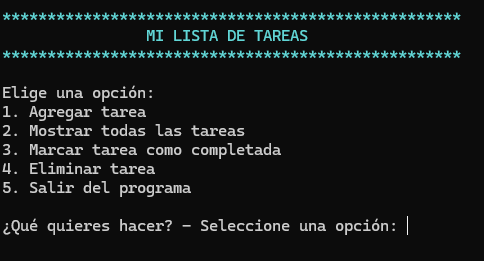 ***************************************************
MI LISTA DE TAREAS
***************************************************
Elige una opción:
1. Agregar tarea
2. Mostrar todas las tareas
3. Marcar tarea como completada
4. Eliminar tarea
5. Salir del programa
¿Qué quieres hacer? - Seleccione una opción: